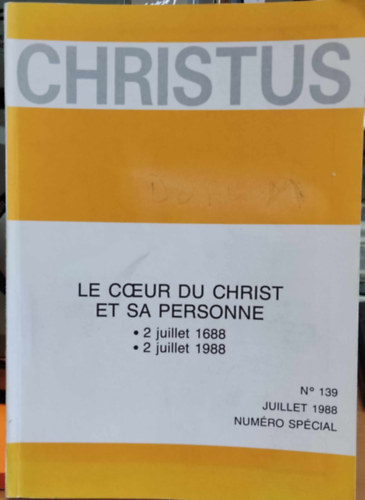 CHRISTUS
LE CŒUR DU CHRIST
ET SA PERSONNE
• 2 juillet 1688
• 2 juillet 1988
N° 139
JUILLET 1988
NUMÉRO SPÉCIAL